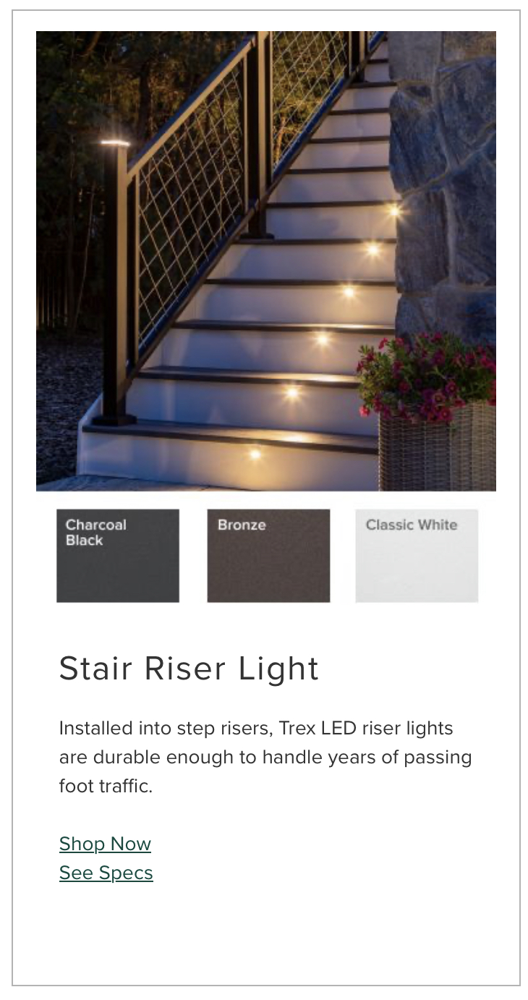 Charcoal
Black
Bronze
Classic White
Stair Riser Light
Installed into step risers, Trex LED riser lights
are durable enough to handle years of passing
foot traffic.
Shop Now
See Specs